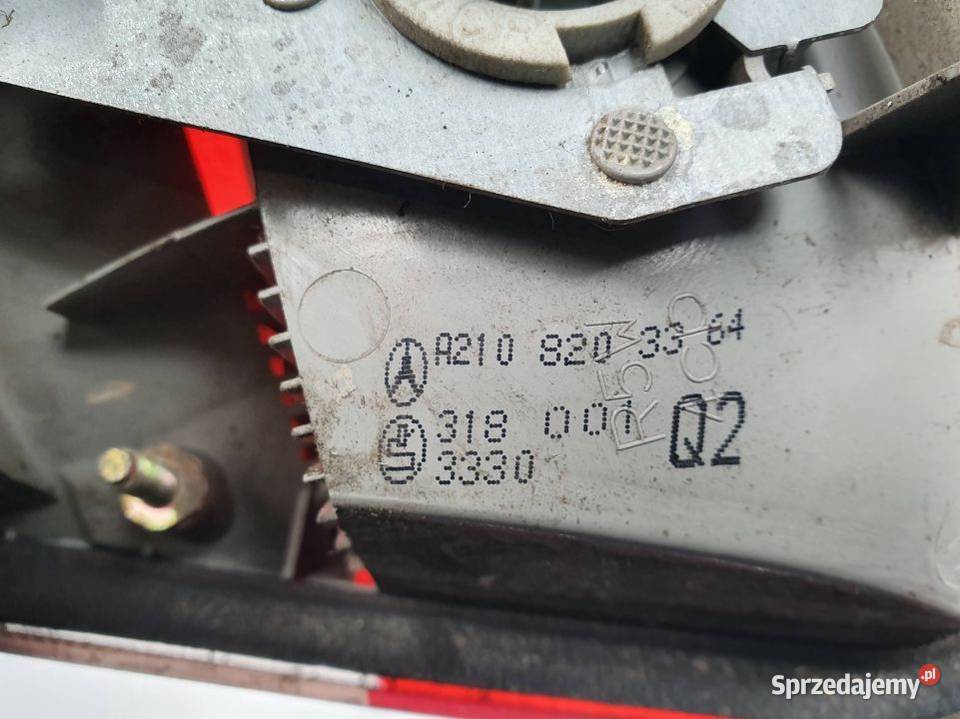 A210 820 33 64
318 001
3330
Q2
Sprzedajemy.pl